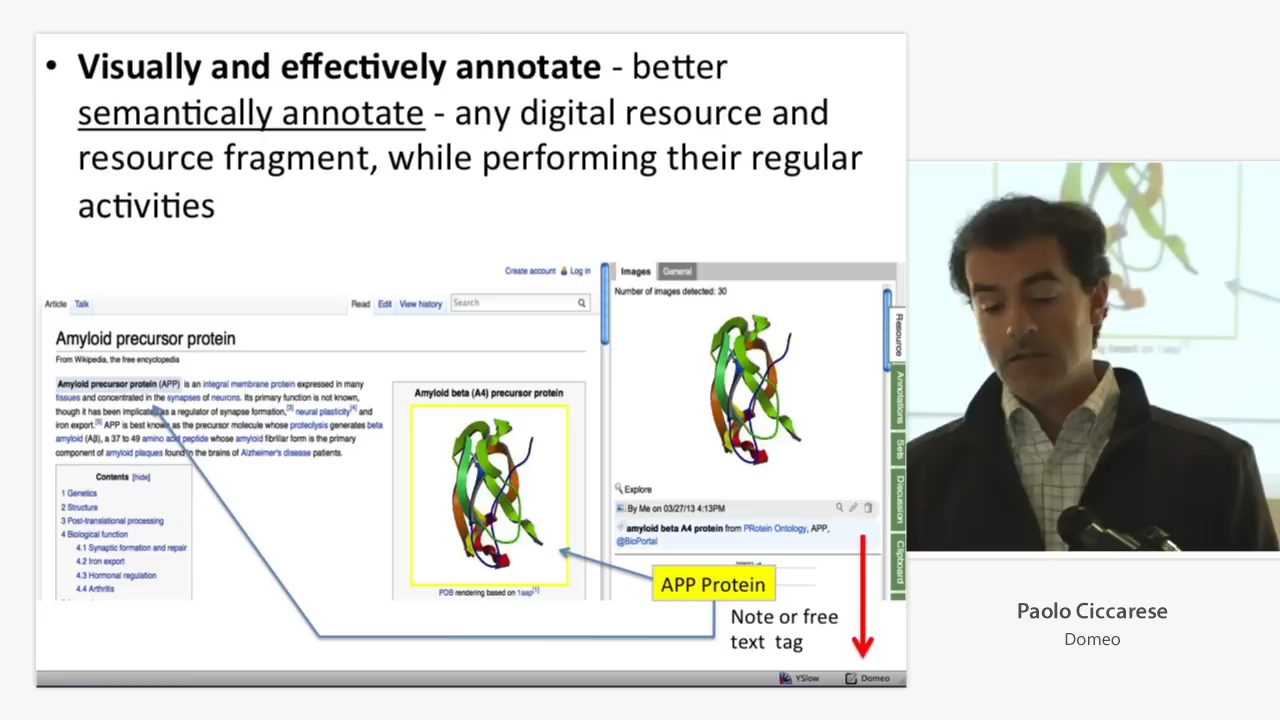 • Visually and effectively annotate - better
semantically annotate - any digital resource and
resource fragment, while performing their regular
activities
Create account Log in
Article Talk Read Edit View history Search
Amyloid precursor protein
From Wikipedia, the free encyclopedia
Amyloid precursor protein (APP) is an integral membrane protein expressed in many
tissues and concentrated in the synapses of neurons. Its primary function is not known,
though it has been implicated as a regulator of synapse formation,[3] neural plasticity[4] and
iron export.[5] APP is best known as the precursor molecule whose proteolysis generates beta
amyloid (Aβ), a 37 to 49 amino acid peptide whose amyloid fibrillar form is the primary
component of amyloid plaques found in the brains of Alzheimer's disease patients.
Contents [hide]
1 Genetics
2 Structure
3 Post-translational processing
4 Biological function
4.1 Synaptic formation and repair
4.2 Iron export
4.3 Hormonal regulation
4.4 Arthritis
Amyloid beta (A4) precursor protein
PDB rendering based on 1aap[1]
Images General
Number of images detected: 30
Explore
By Me on 03/27/13 4:13PM
amyloid beta A4 protein from PRotein Ontology, APP,
@BioPortal
Resource
Annotations
Sets
Discussion
Clipboard
APP Protein
Note or free
text tag
YSlow Domeo
Paolo Ciccarese
Domeo